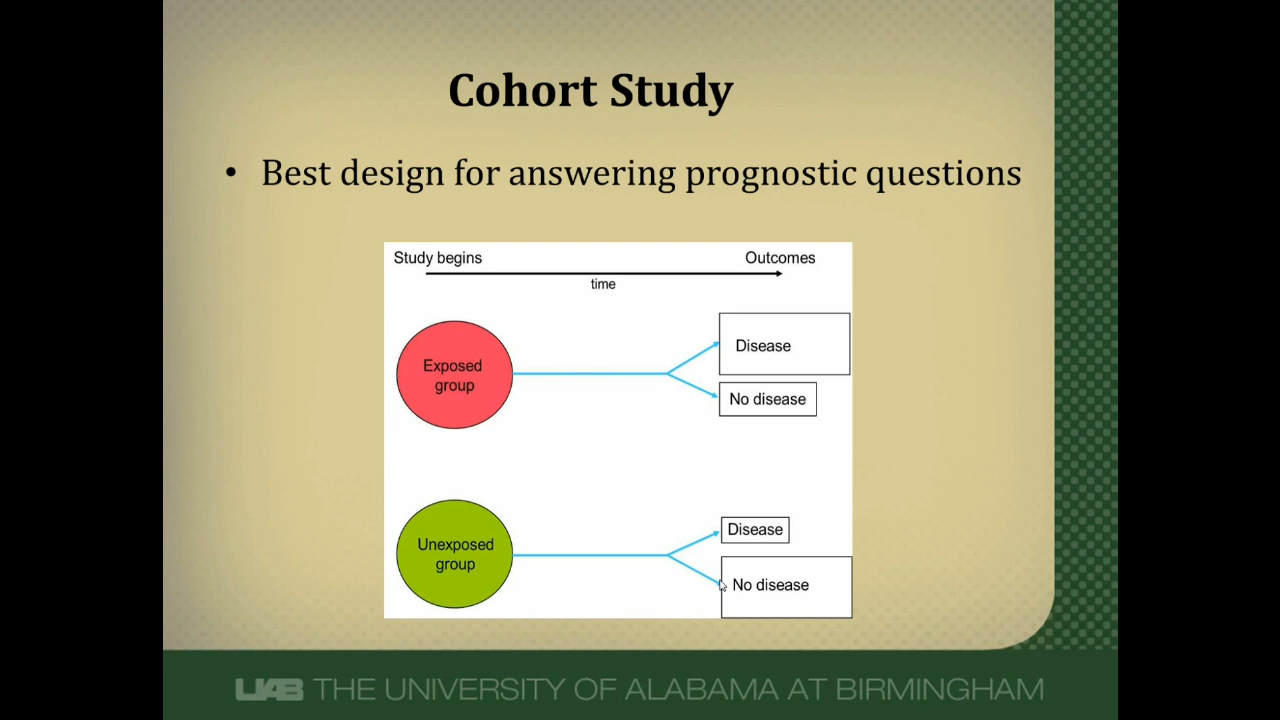 Cohort Study
• Best design for answering prognostic questions
Study begins
Outcomes
time
Exposed
group
Disease
No disease
Unexposed
group
Disease
No disease
UAB THE UNIVERSITY OF ALABAMA AT BIRMINGHAM